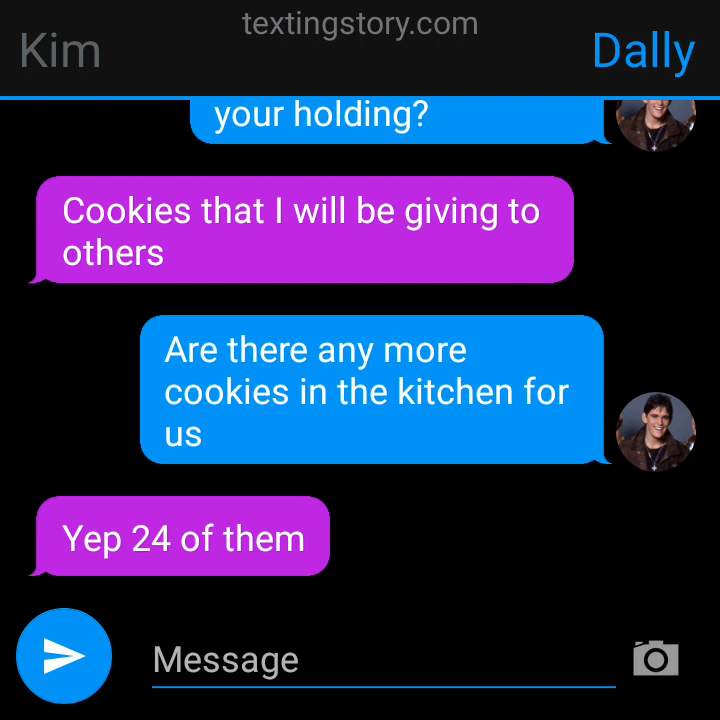 textingstory.com
Kim
Dally
your holding?
Cookies that I will be giving to
others
Are there any more
cookies in the kitchen for
us
Yep 24 of them
Message